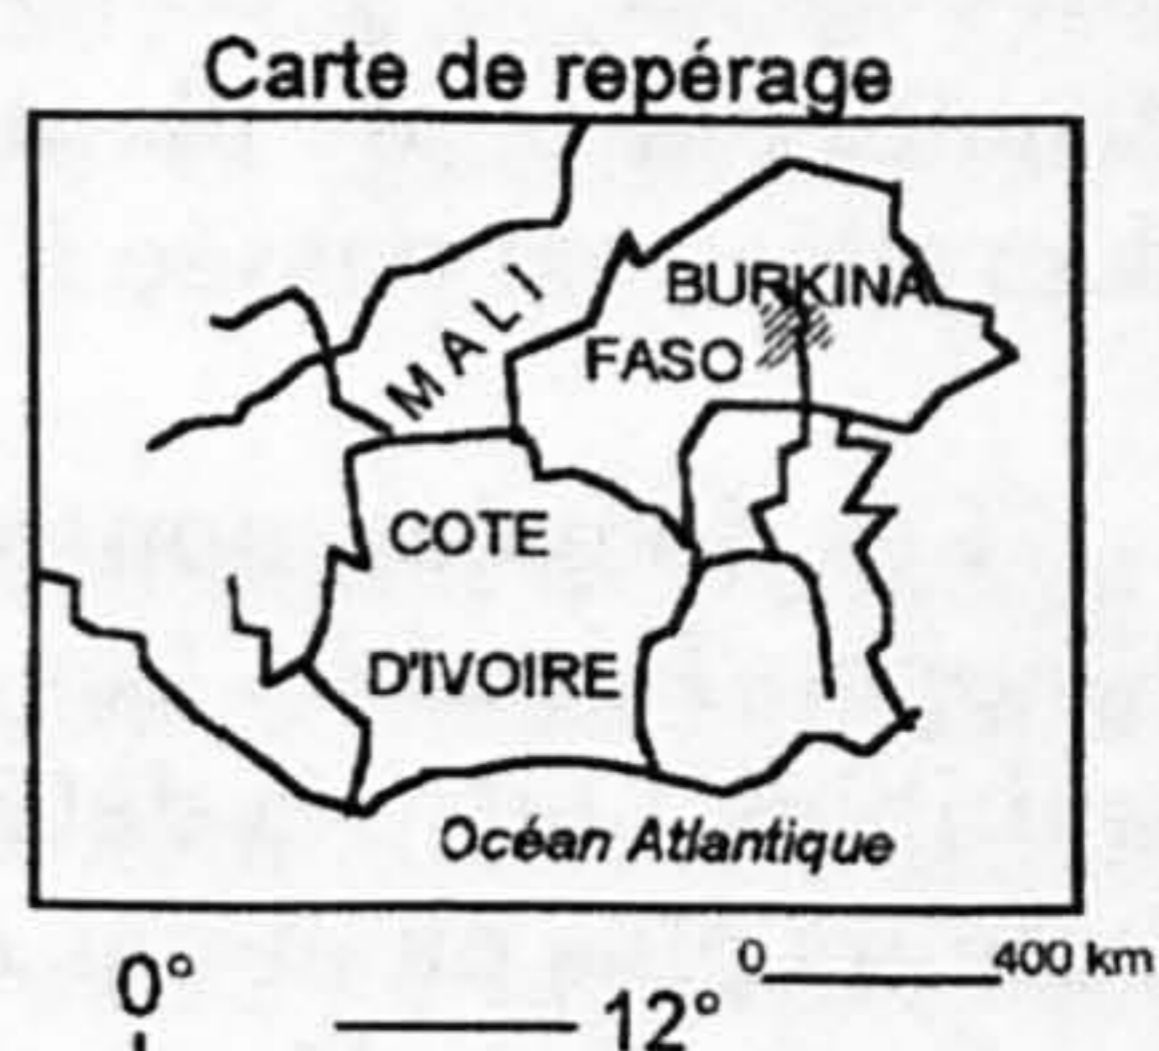 Carte de repérage
MALI
BURKINA
FASO
COTE
D'IVOIRE
Océan Atlantique
0 400 km
0°
12°